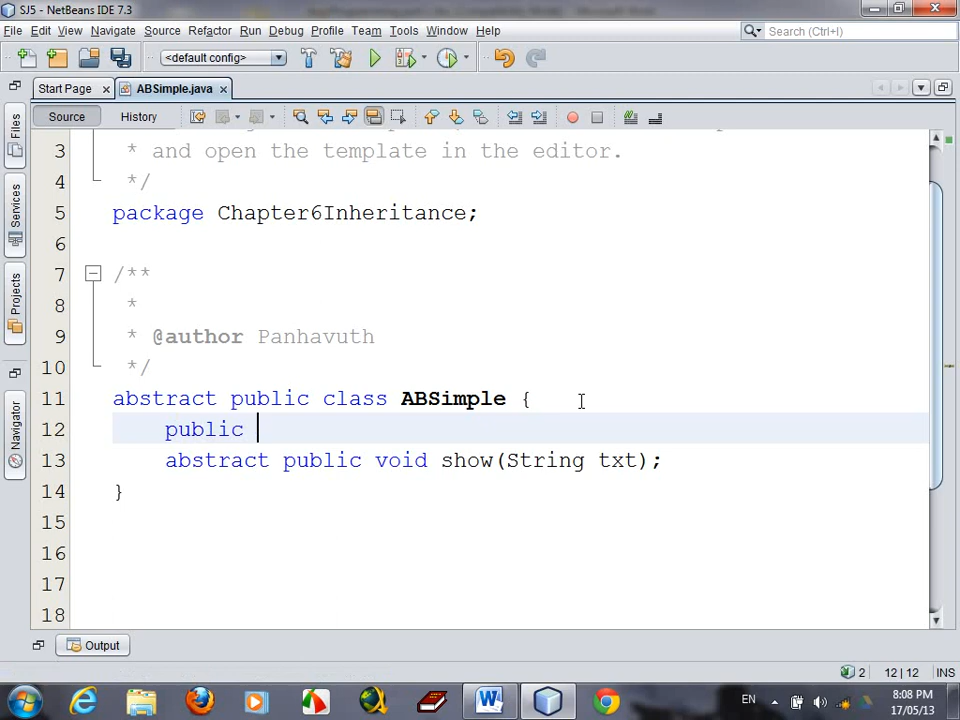 SJ5 - NetBeans IDE 7.3
File Edit View Navigate Source Refactor Run Debug Profile Team Tools Window Help
Search (Ctrl+I)
<default config>
Start Page ABSimple.java
Source History
Files
Services
Projects
Navigator
3 * and open the template in the editor.
4 */
5 package Chapter6Inheritance;
6
7 /**
8 *
9 * @author Panhavuth
10 */
11 abstract public class ABSimple {
12 public
13 abstract public void show(String txt);
14 }
15
16
17
18
Output
2 12 | 12 INS
EN 8:08 PM
17/05/13